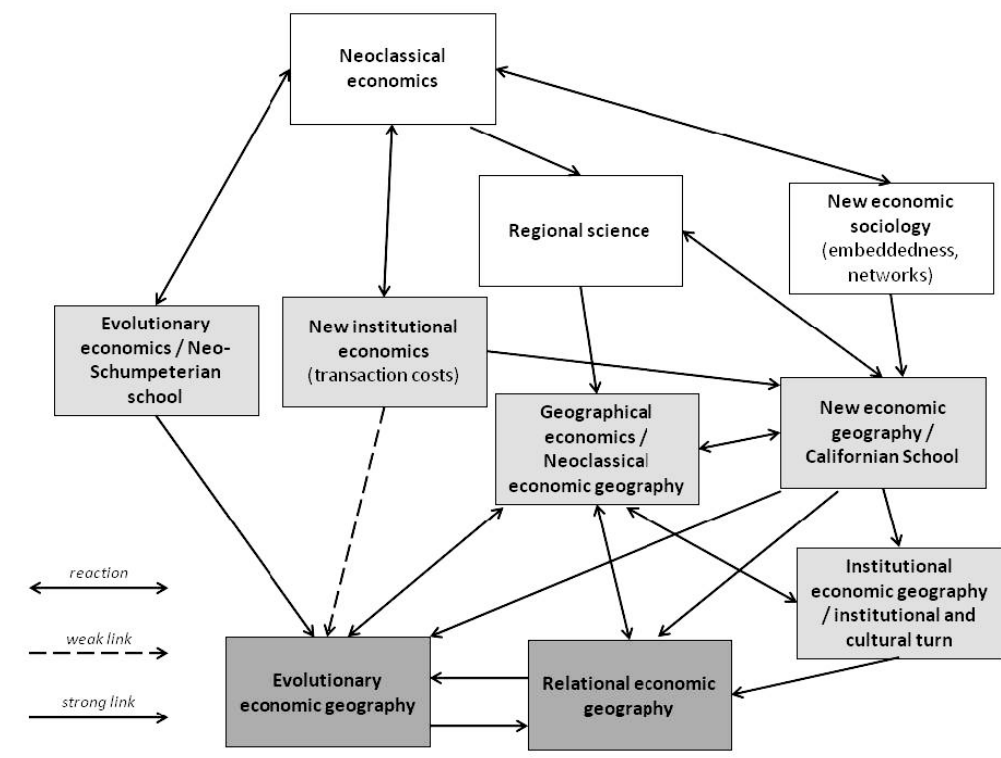 Neoclassical
economics
Regional science
New economic
sociology
(embeddedness,
networks)
Evolutionary
economics / Neo-
Schumpeterian
school
New institutional
economics
(transaction costs)
Geographical
economics /
Neoclassical
economic geography
New economic
geography /
Californian School
Institutional
economic geography
/ institutional and
cultural turn
reaction
weak link
strong link
Evolutionary
economic geography
Relational economic
geography